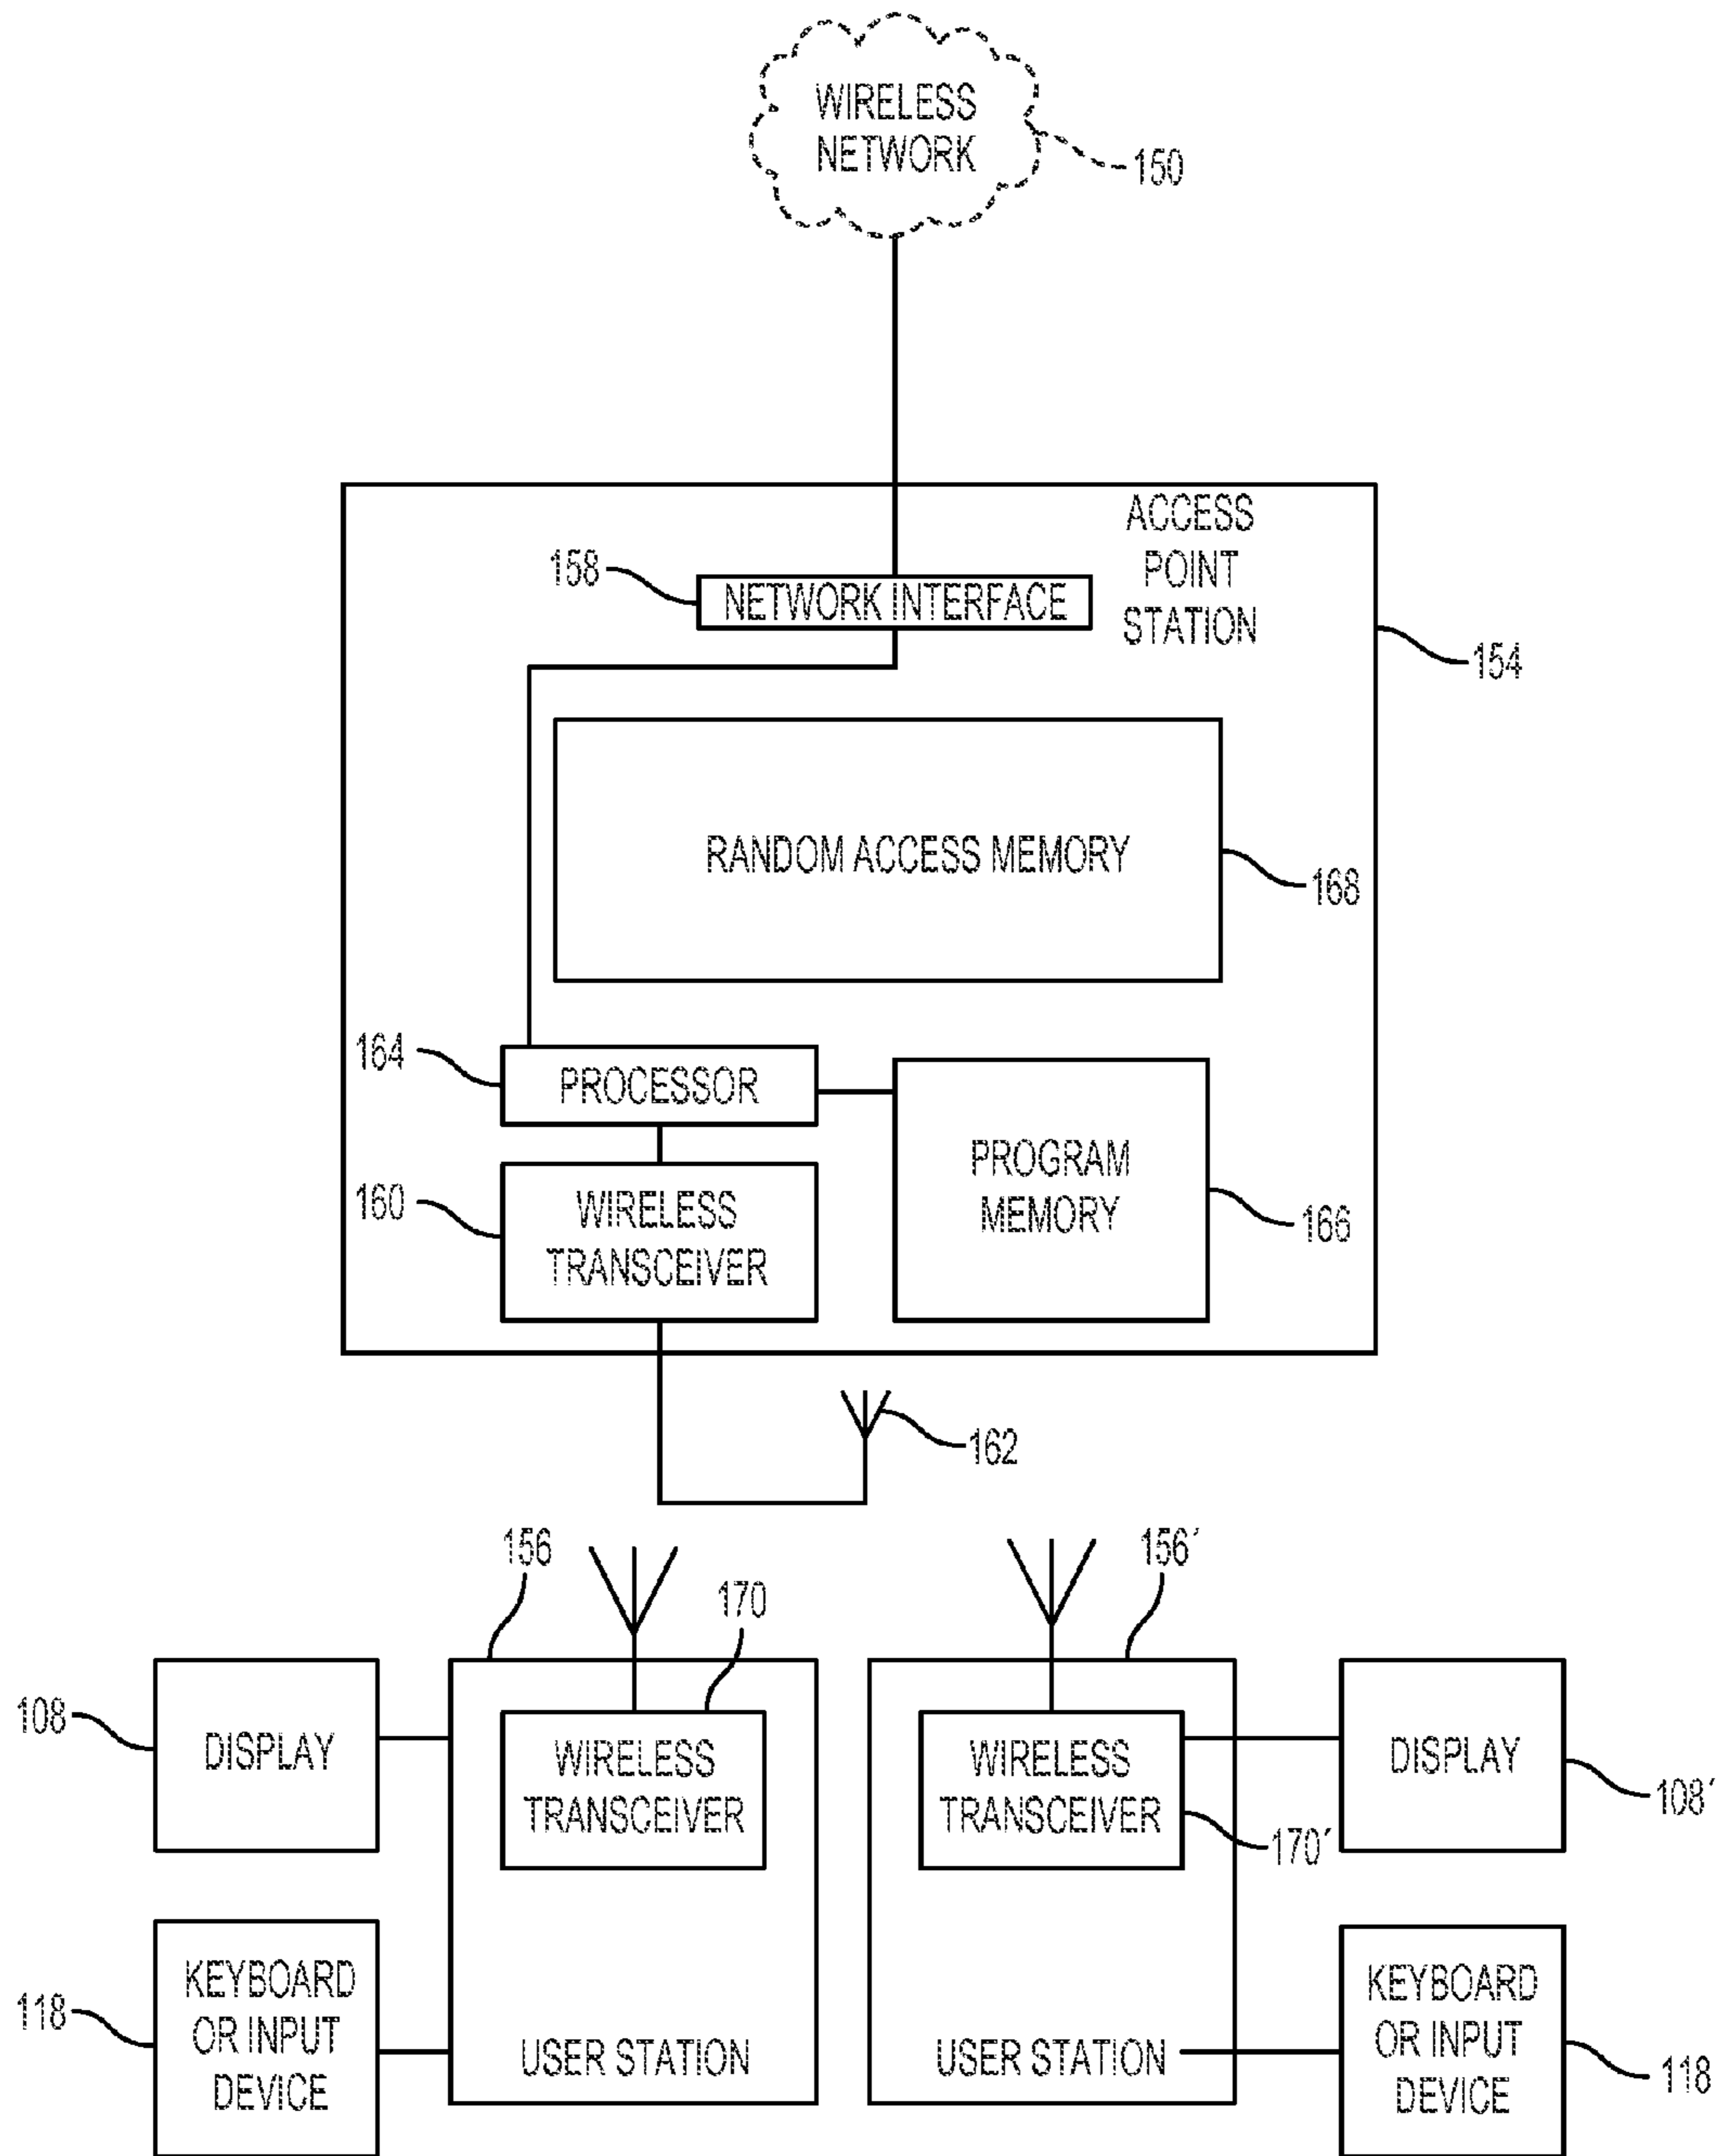 WIRELESS
NETWORK
150
ACCESS
POINT
STATION
158
NETWORK INTERFACE
154
RANDOM ACCESS MEMORY
168
164
PROCESSOR
PROGRAM
MEMORY
160
WIRELESS
TRANSCEIVER
166
162
156
156´
170
108
DISPLAY
WIRELESS
TRANSCEIVER
WIRELESS
TRANSCEIVER
DISPLAY
108´
170´
KEYBOARD
OR INPUT
DEVICE
118
USER STATION
USER STATION
KEYBOARD
OR INPUT
DEVICE
118